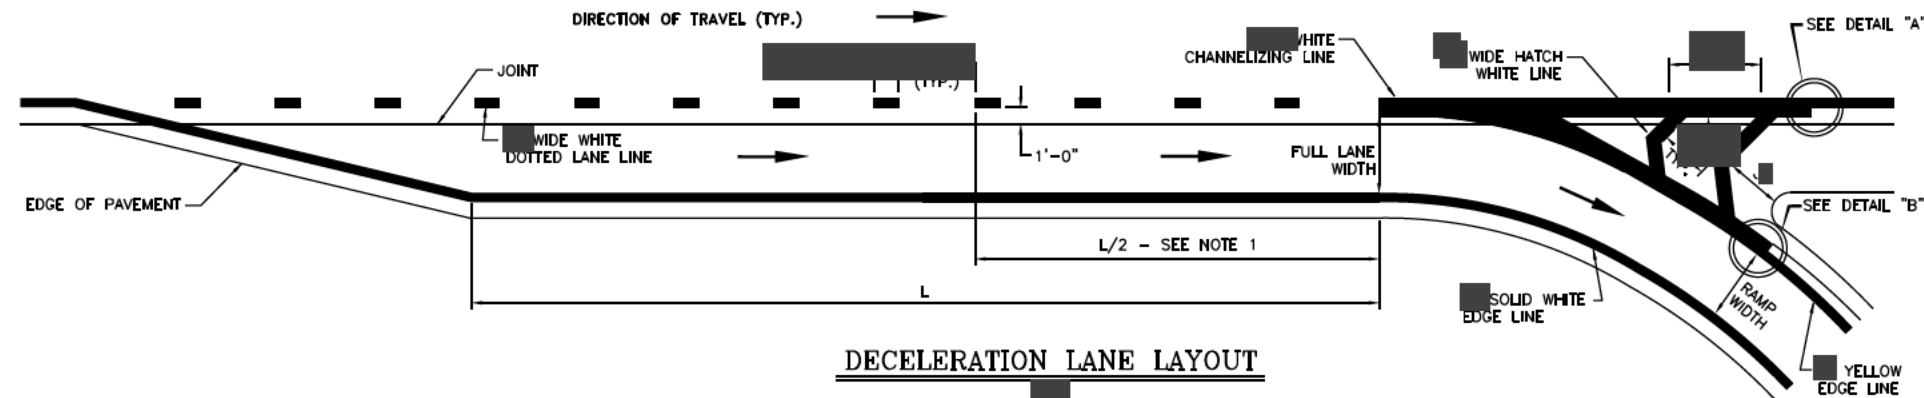 DIRECTION OF TRAVEL (TYP.)
SEE DETAIL "A"
WHITE
CHANNELIZING LINE
WIDE HATCH
WHITE LINE
JOINT
(TYP.)
WIDE WHITE
DOTTED LANE LINE
1'-0"
FULL LANE
WIDTH
TYP.
EDGE OF PAVEMENT
SEE DETAIL "B"
L/2 - SEE NOTE 1
L
SOLID WHITE
EDGE LINE
RAMP
WIDTH
DECELERATION LANE LAYOUT
YELLOW
EDGE LINE